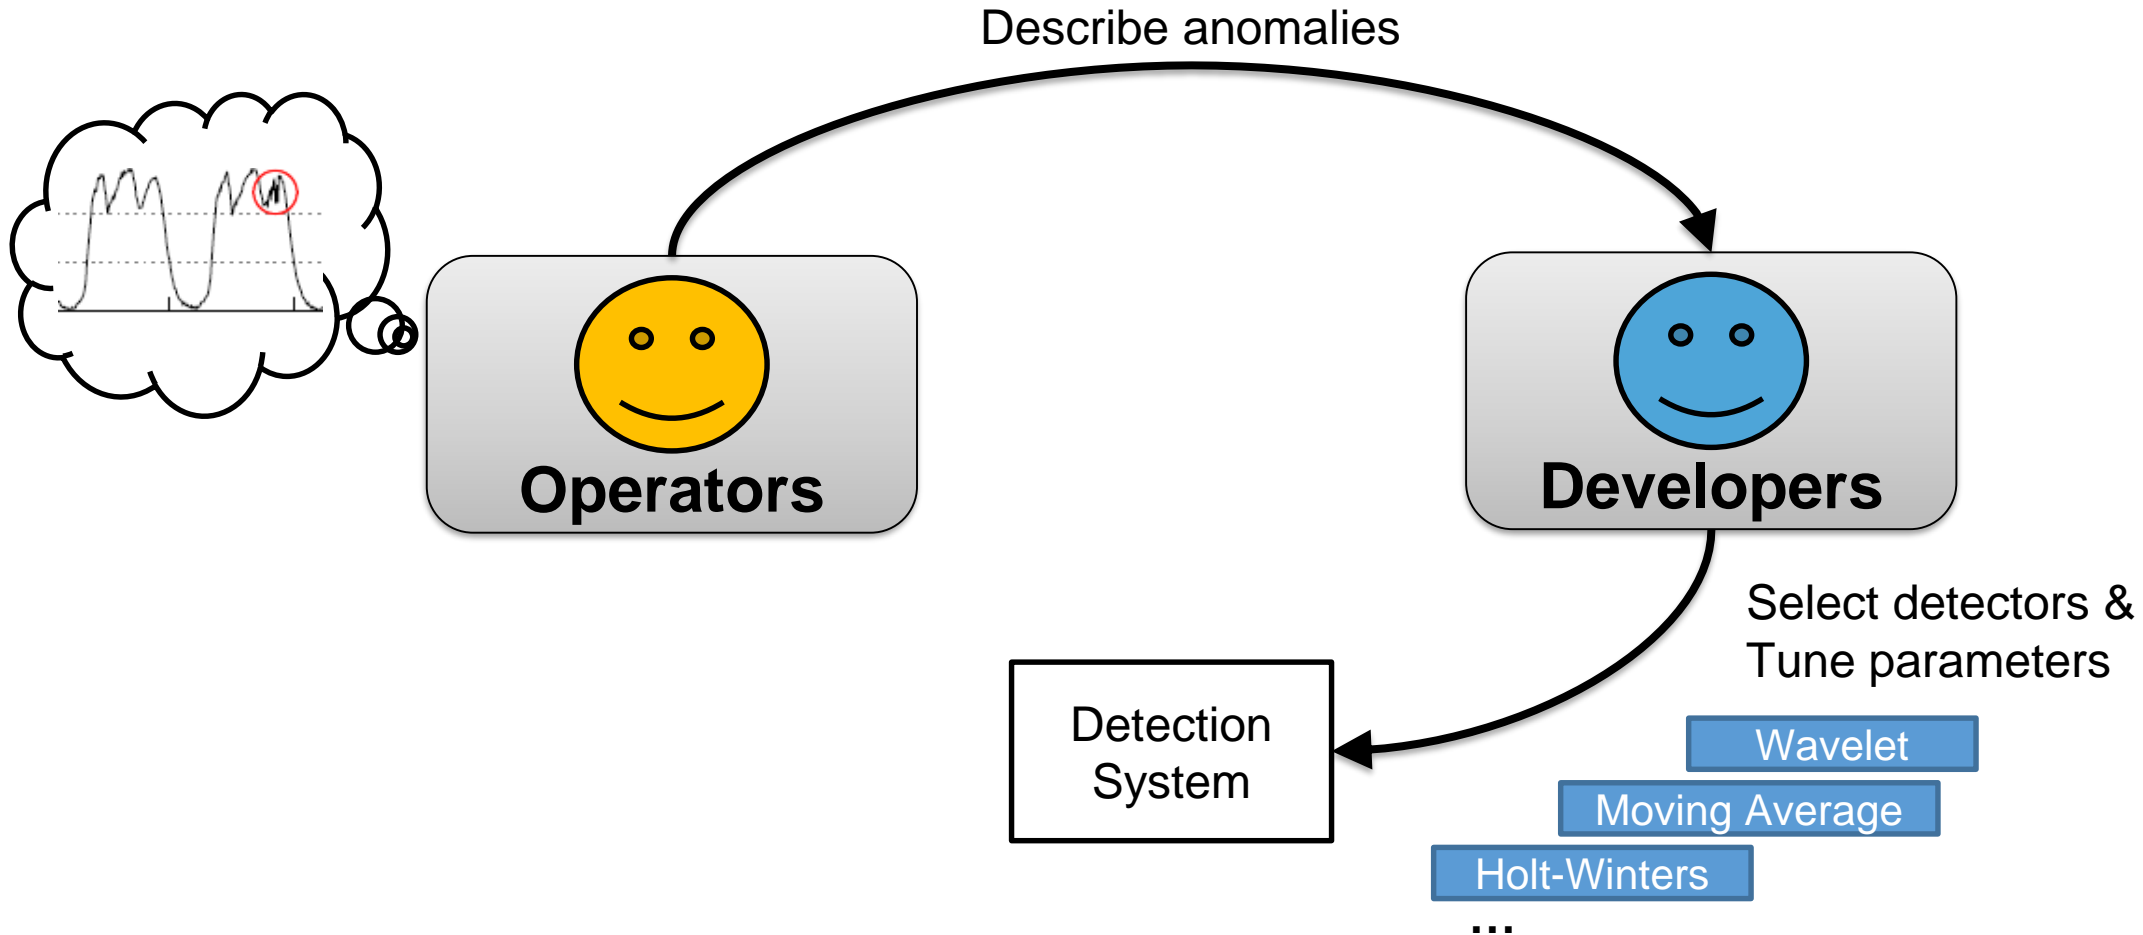 Describe anomalies
Operators
Developers
Select detectors &
Tune parameters
Detection
System
Wavelet
Moving Average
Holt-Winters
...